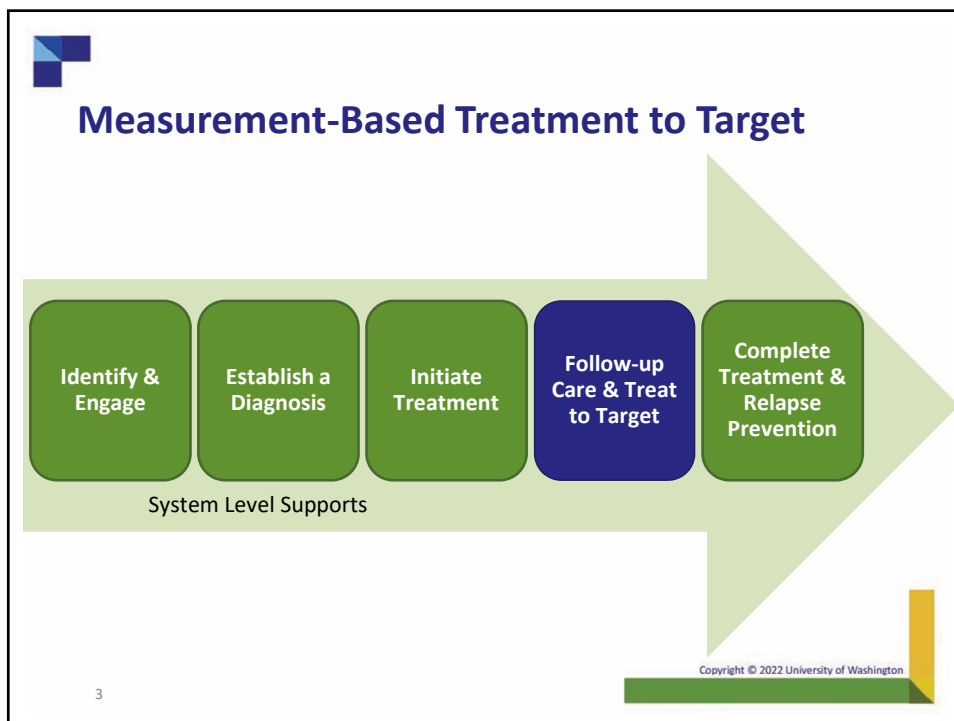 Measurement-Based Treatment to Target
Identify &
Engage
Establish a
Diagnosis
Initiate
Treatment
Follow-up
Care & Treat
to Target
Complete
Treatment &
Relapse
Prevention
System Level Supports
Copyright © 2022 University of Washington
3